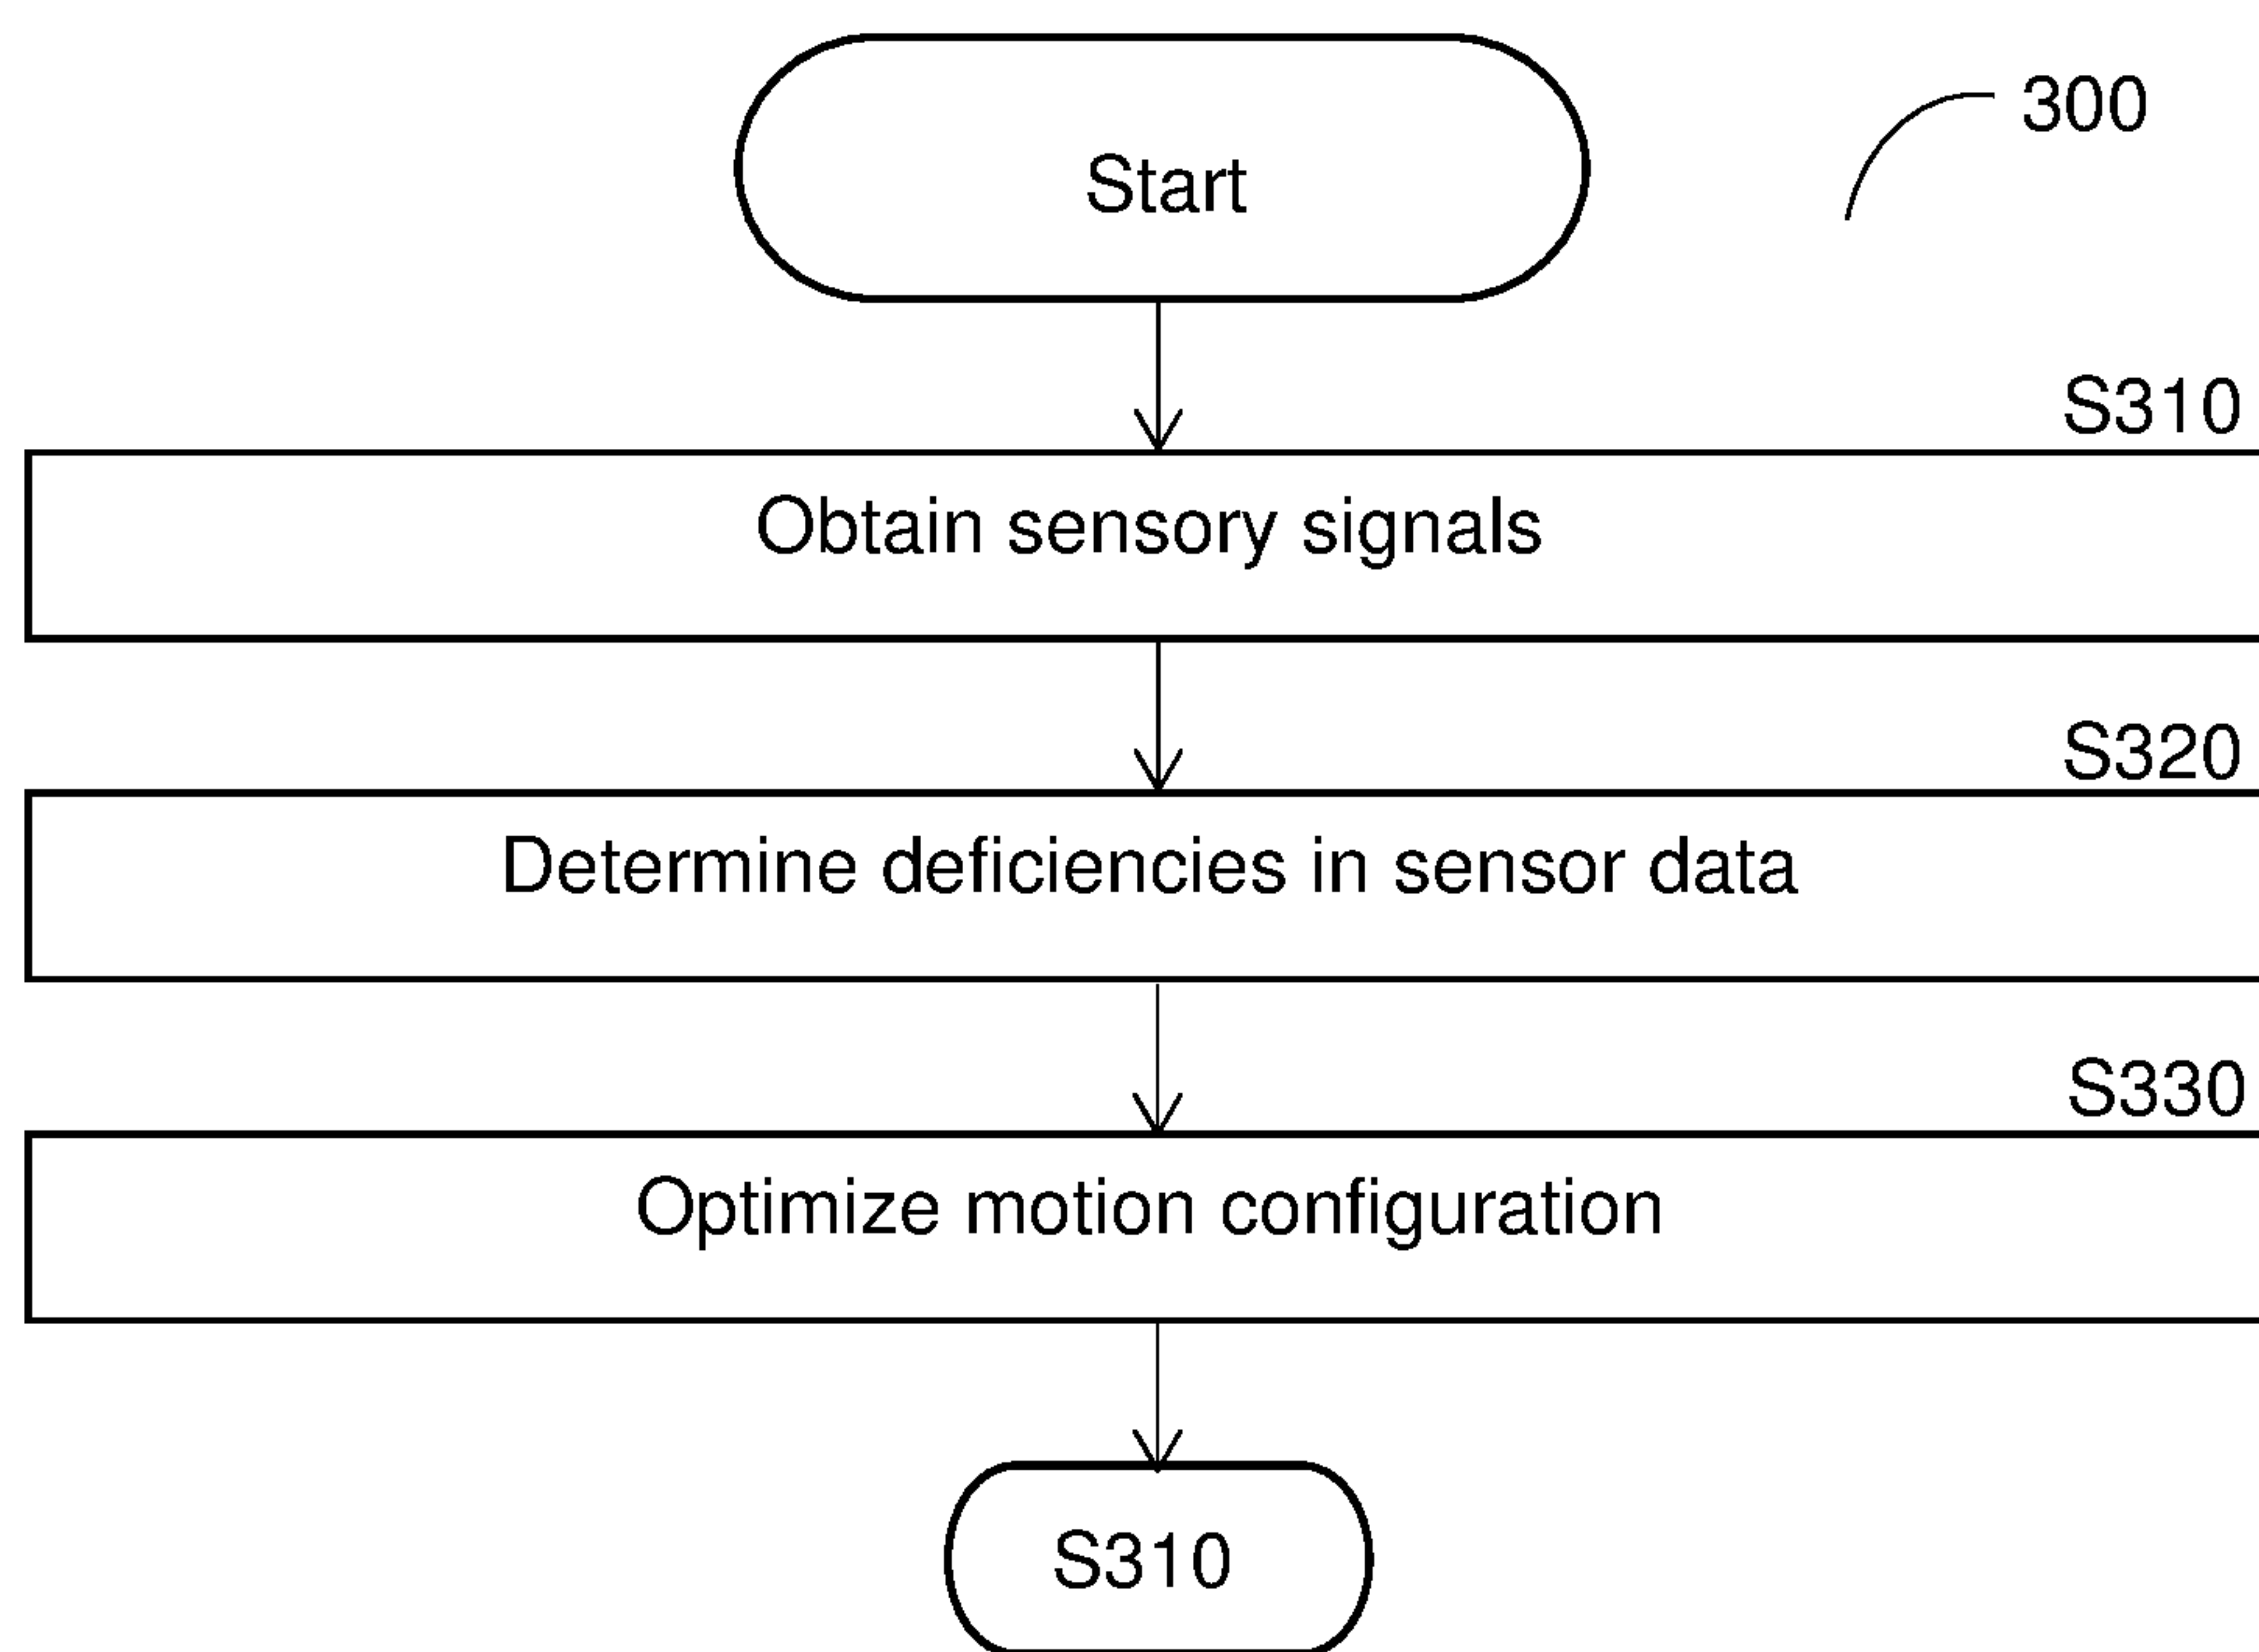 Start
300
S310
Obtain sensory signals
S320
Determine deficiencies in sensor data
S330
Optimize motion configuration
S310